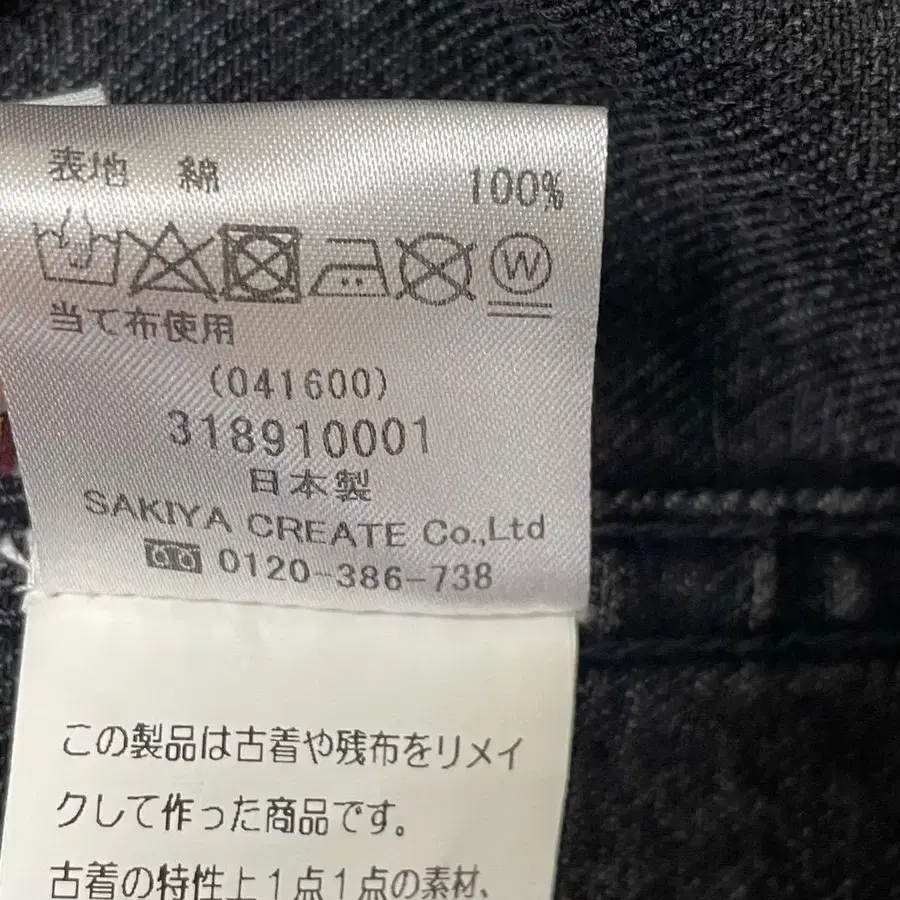 表地 綿 100%
W
当て布使用
(041600)
318910001
日本製
SAKIYA CREATE Co.,Ltd
0120-386-738
この製品は古着や残布をリメイ
クして作った商品です。
古着の特性上1点1点の素材、